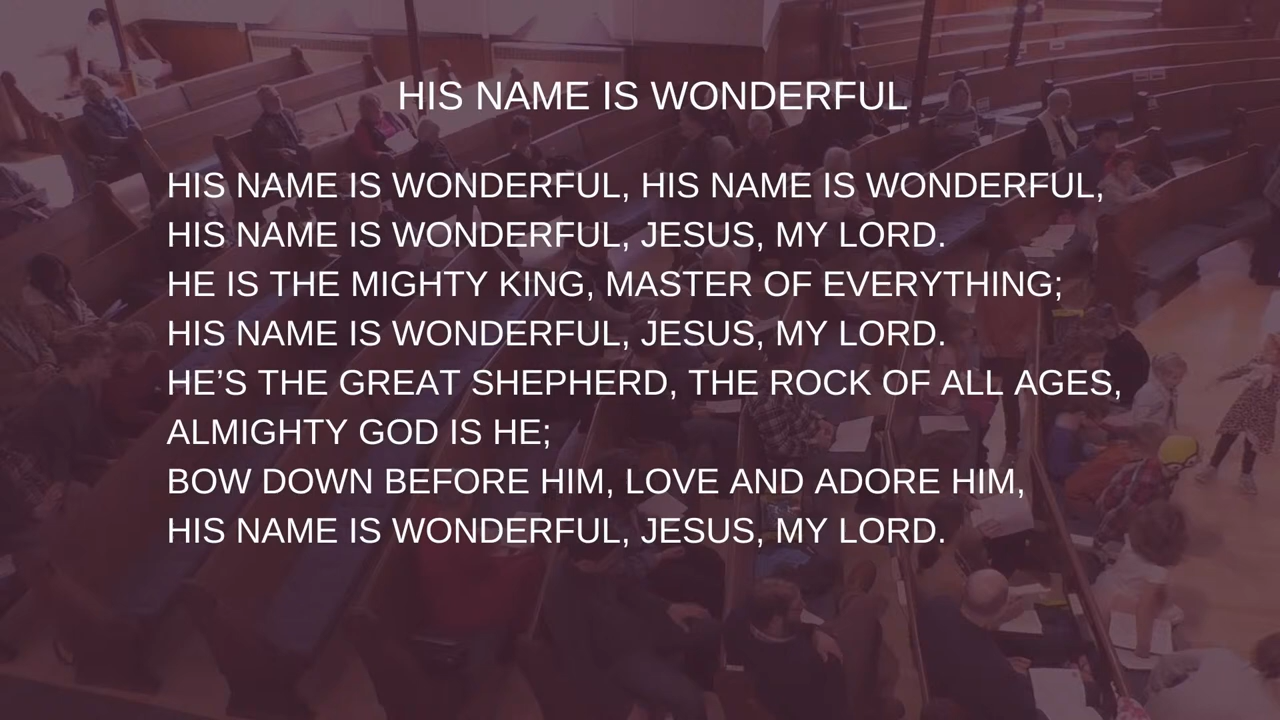 HIS NAME IS WONDERFUL
HIS NAME IS WONDERFUL, HIS NAME IS WONDERFUL,
HIS NAME IS WONDERFUL, JESUS, MY LORD.
HE IS THE MIGHTY KING, MASTER OF EVERYTHING;
HIS NAME IS WONDERFUL, JESUS, MY LORD.
HE’S THE GREAT SHEPHERD, THE ROCK OF ALL AGES,
ALMIGHTY GOD IS HE;
BOW DOWN BEFORE HIM, LOVE AND ADORE HIM,
HIS NAME IS WONDERFUL, JESUS, MY LORD.